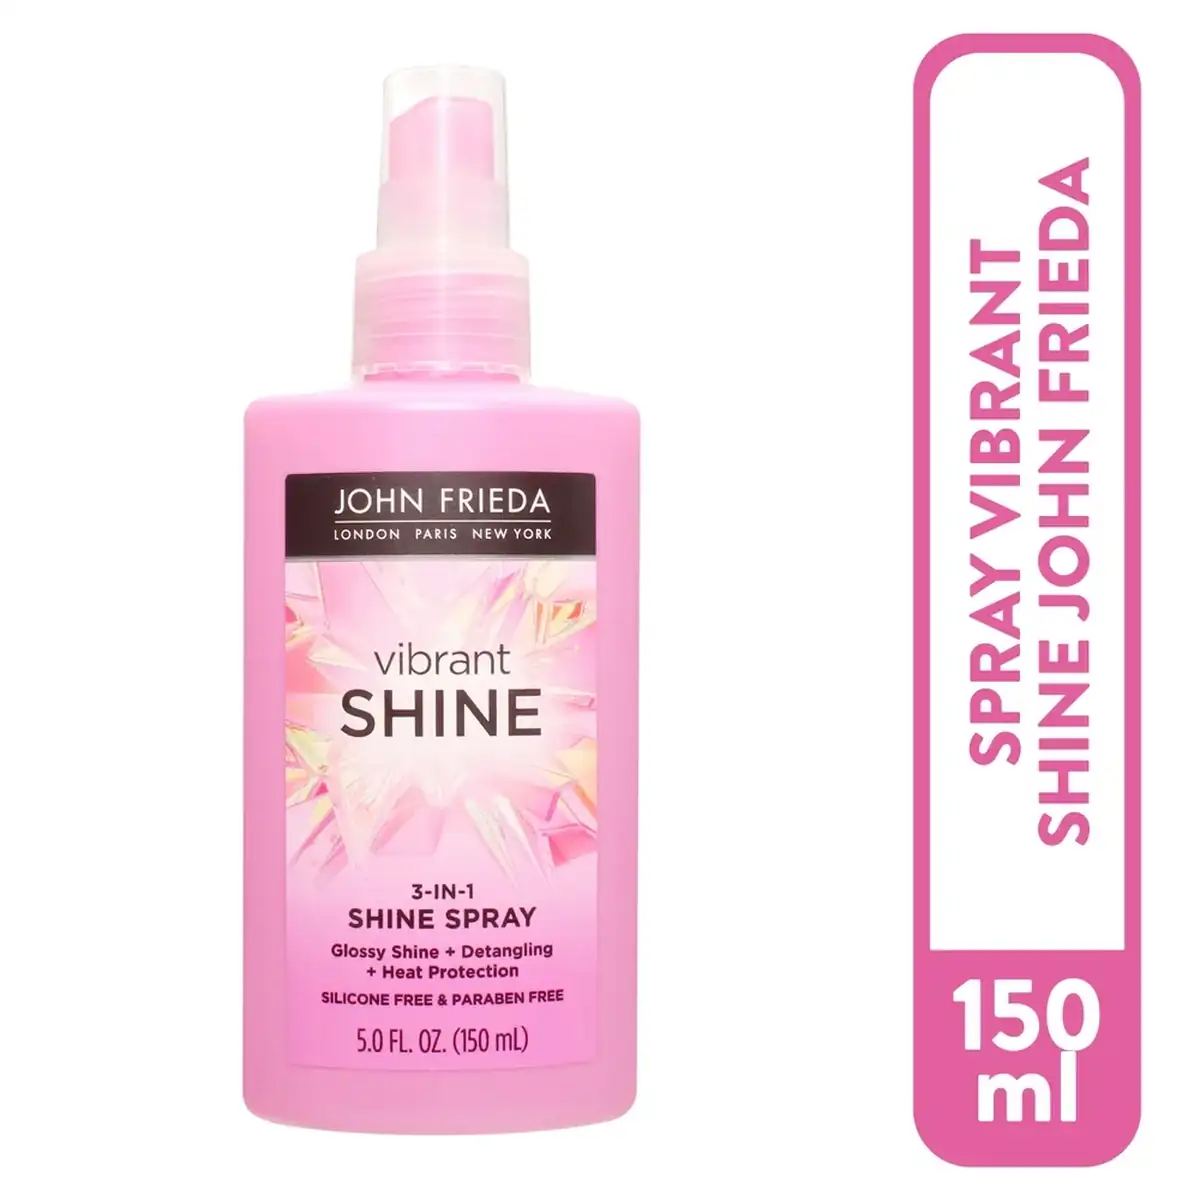 JOHN FRIEDA
LONDON PARIS NEW YORK
vibrant
SHINE
3-IN-1
SHINE SPRAY
Glossy Shine + Detangling
+ Heat Protection
SILICONE FREE & PARABEN FREE
5.0 FL. OZ. (150 mL)
SPRAY VIBRANT
SHINE JOHN FRIEDA
150
ml